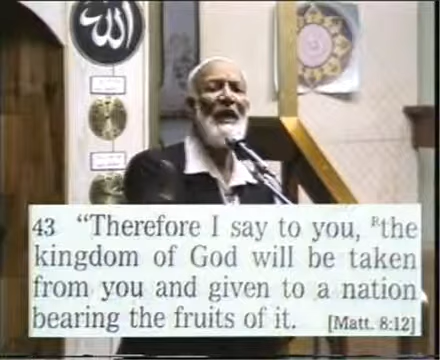 الله
43 “Therefore I say to you, ᴿthe
kingdom of God will be taken
from you and given to a nation
bearing the fruits of it. [Matt. 8:12]